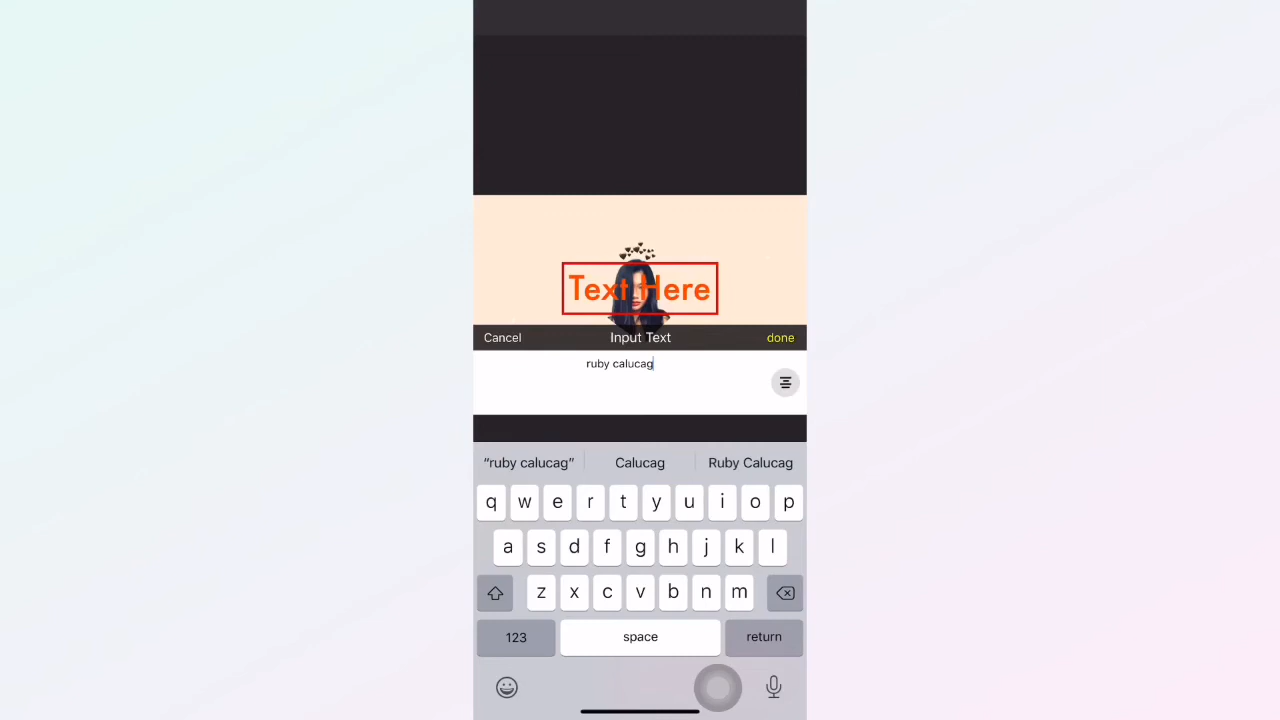 Text Here
Cancel Input Text done
ruby calucag
“ruby calucag” Calucag Ruby Calucag
q w e r t y u i o p
a s d f g h j k l
z x c v b n m
123 space return